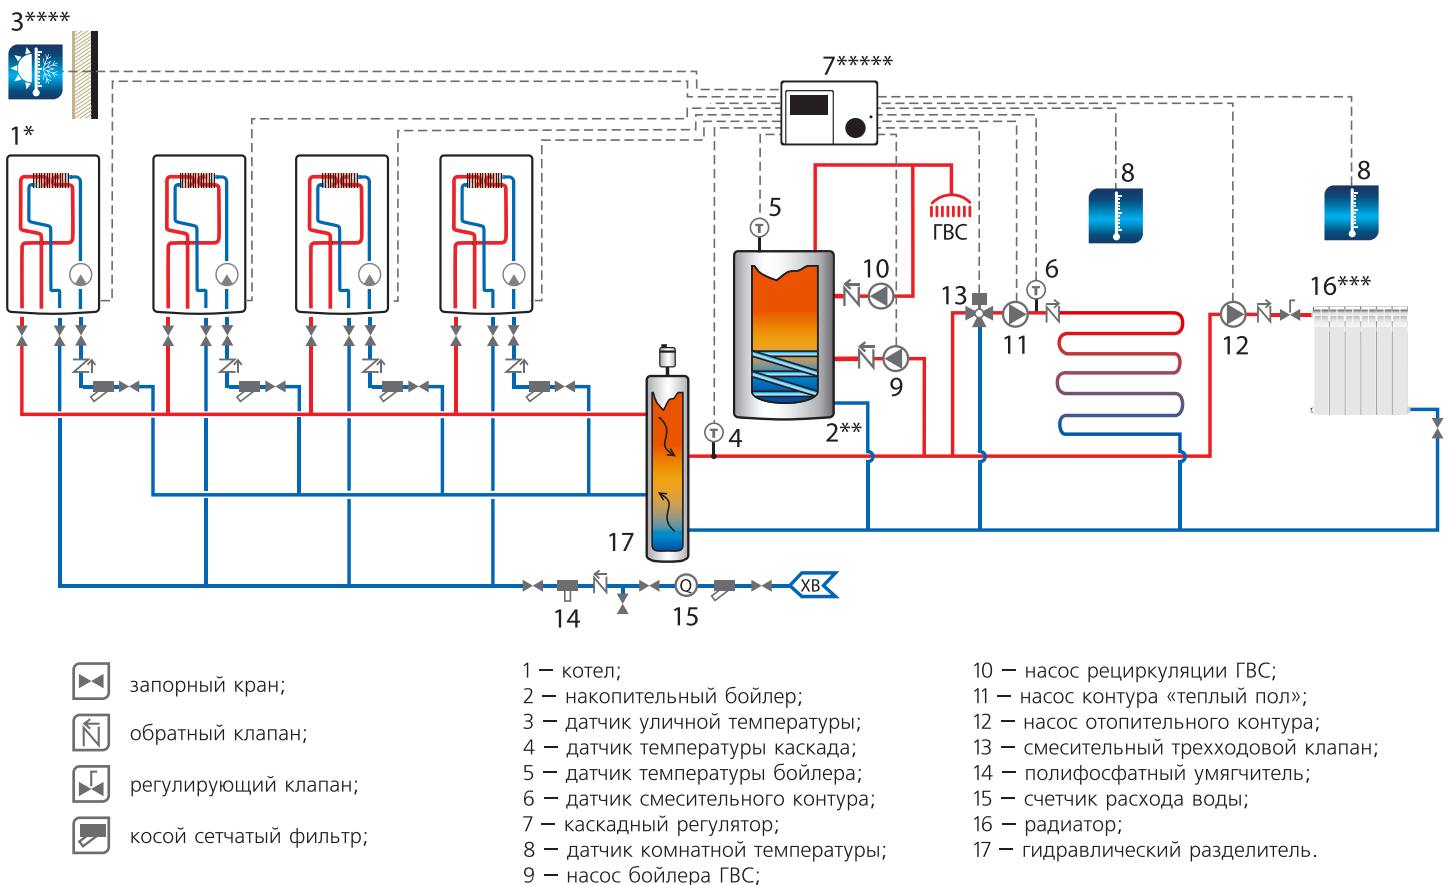 3****
7*****
1*
8
8
5
T
ГВС
10
6
T
13
16***
11
12
9
T
4
2**
17
14
Q
15
ХВ
запорный кран;
обратный клапан;
регулирующий клапан;
косой сетчатый фильтр;
1 – котел;
2 – накопительный бойлер;
3 – датчик уличной температуры;
4 – датчик температуры каскада;
5 – датчик температуры бойлера;
6 – датчик смесительного контура;
7 – каскадный регулятор;
8 – датчик комнатной температуры;
9 – насос бойлера ГВС;
10 – насос рециркуляции ГВС;
11 – насос контура «теплый пол»;
12 – насос отопительного контура;
13 – смесительный трехходовой клапан;
14 – полифосфатный умягчитель;
15 – счетчик расхода воды;
16 – радиатор;
17 – гидравлический разделитель.